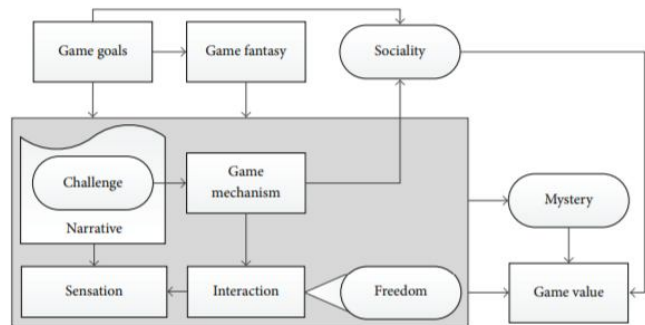 Game goals
Game fantasy
Sociality
Challenge
Game
mechanism
Narrative
Mystery
Sensation
Interaction
Freedom
Game value